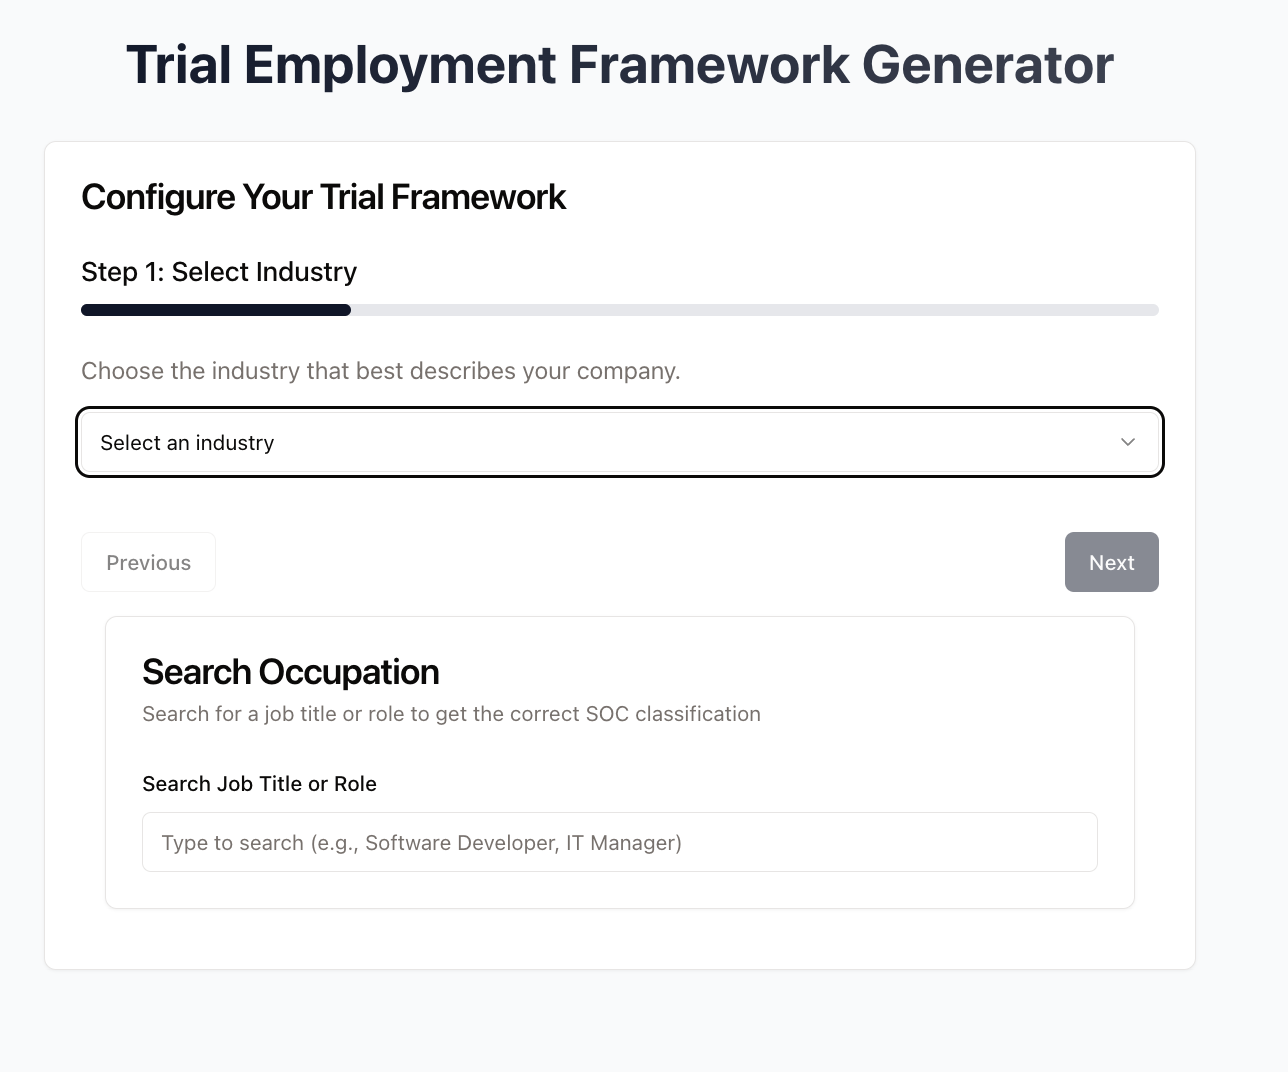 Trial Employment Framework Generator
Configure Your Trial Framework
Step 1: Select Industry
Choose the industry that best describes your company.
Select an industry
Previous
Next
Search Occupation
Search for a job title or role to get the correct SOC classification
Search Job Title or Role
Type to search (e.g., Software Developer, IT Manager)